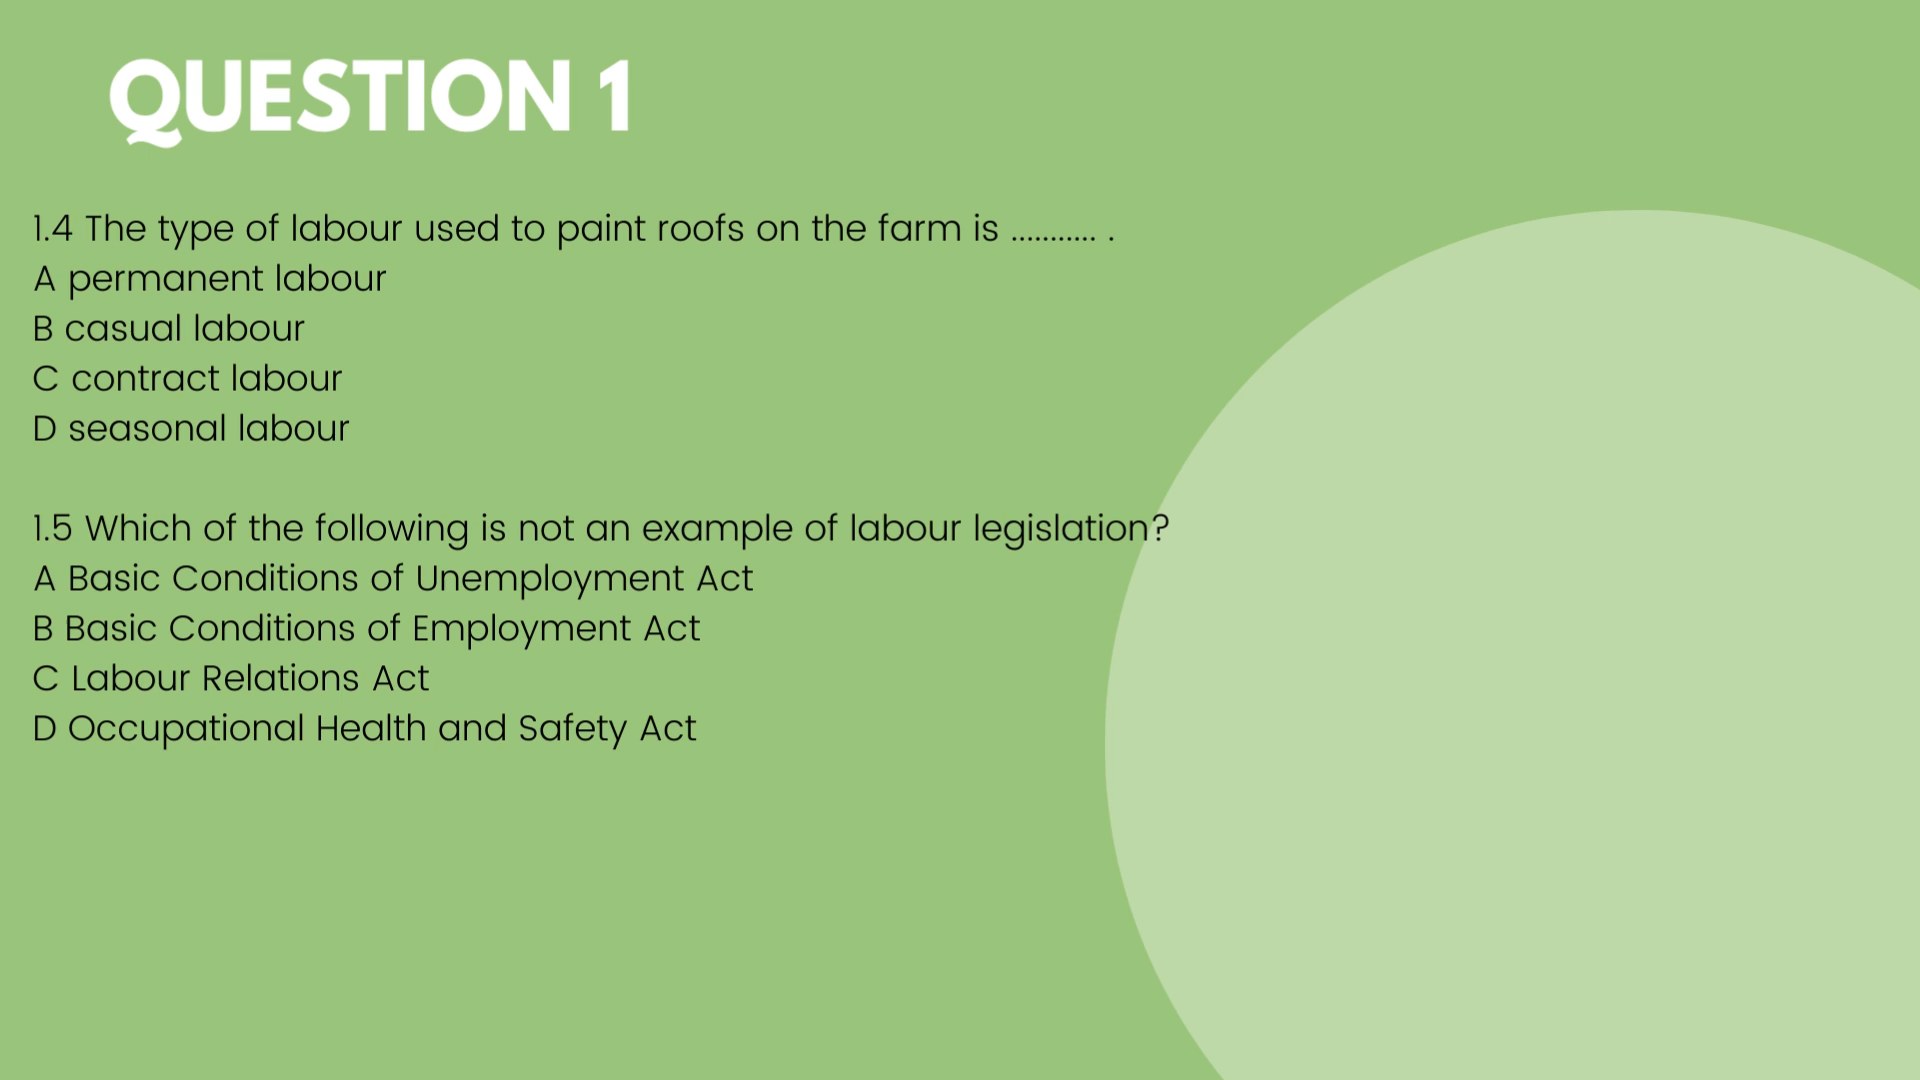 QUESTION 1
1.4 The type of labour used to paint roofs on the farm is ........... .
A permanent labour
B casual labour
C contract labour
D seasonal labour
1.5 Which of the following is not an example of labour legislation?
A Basic Conditions of Unemployment Act
B Basic Conditions of Employment Act
C Labour Relations Act
D Occupational Health and Safety Act